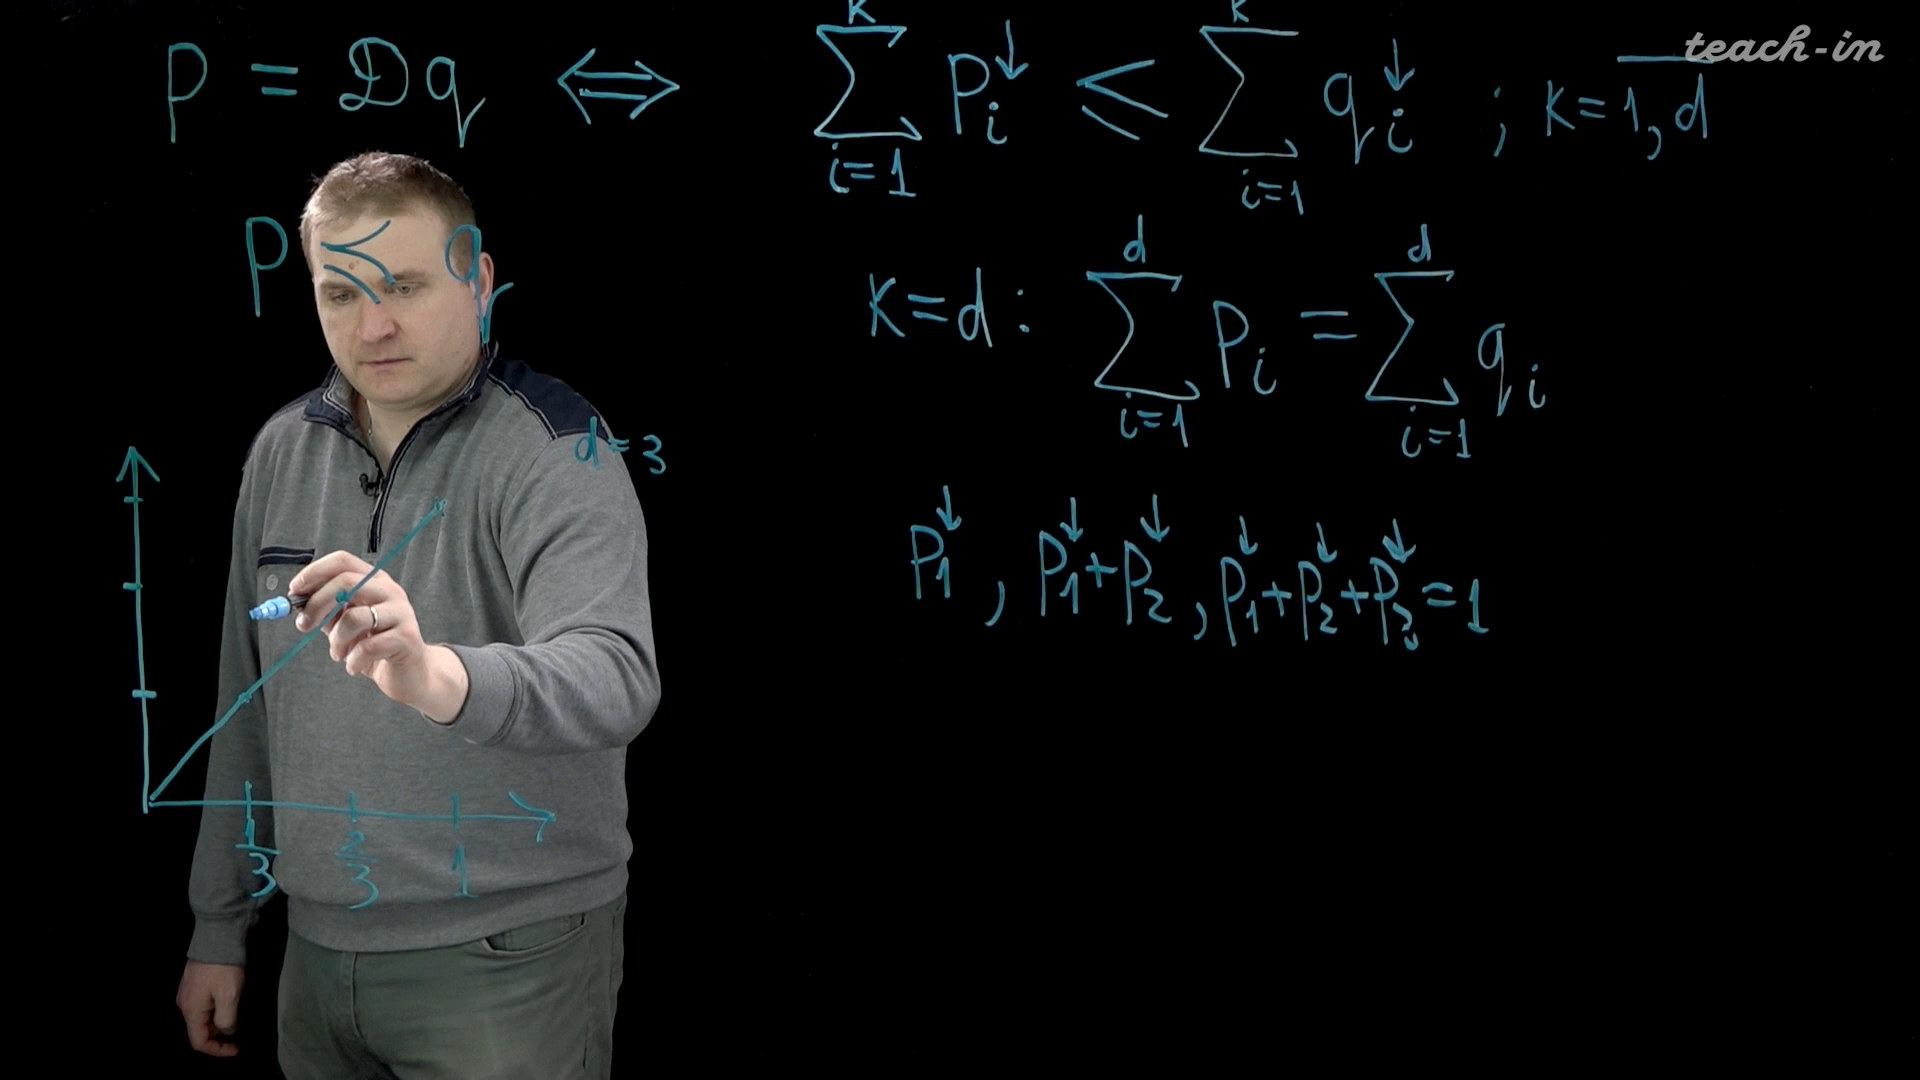 teach-in
p = 𝒟q ⟺ ∑_{i=1}^{k} p_i^↓ ≤ ∑_{i=1}^{k} q_i^↓ ; k = \overline{1, d}
p ≺ q
k = d : ∑_{i=1}^{d} p_i = ∑_{i=1}^{d} q_i
d = 3
p_1^↓ , p_1^↓ + p_2^↓ , p_1^↓ + p_2^↓ + p_3^↓ = 1
1/3 2/3 1